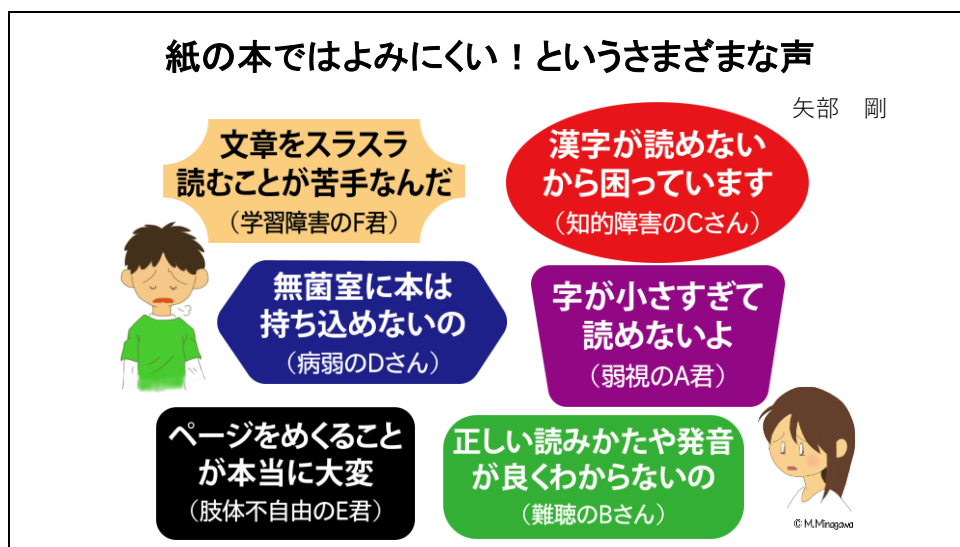 紙の本ではよみにくい！というさまざまな声
矢部　剛
文章をスラスラ
読むことが苦手なんだ
（学習障害のF君）
漢字が読めない
から困っています
（知的障害のCさん）
無菌室に本は
持ち込めないの
（病弱のDさん）
字が小さすぎて
読めないよ
（弱視のA君）
ページをめくること
が本当に大変
（肢体不自由のE君）
正しい読みかたや発音
が良くわからないの
（難聴のBさん）
© M.Minagawa